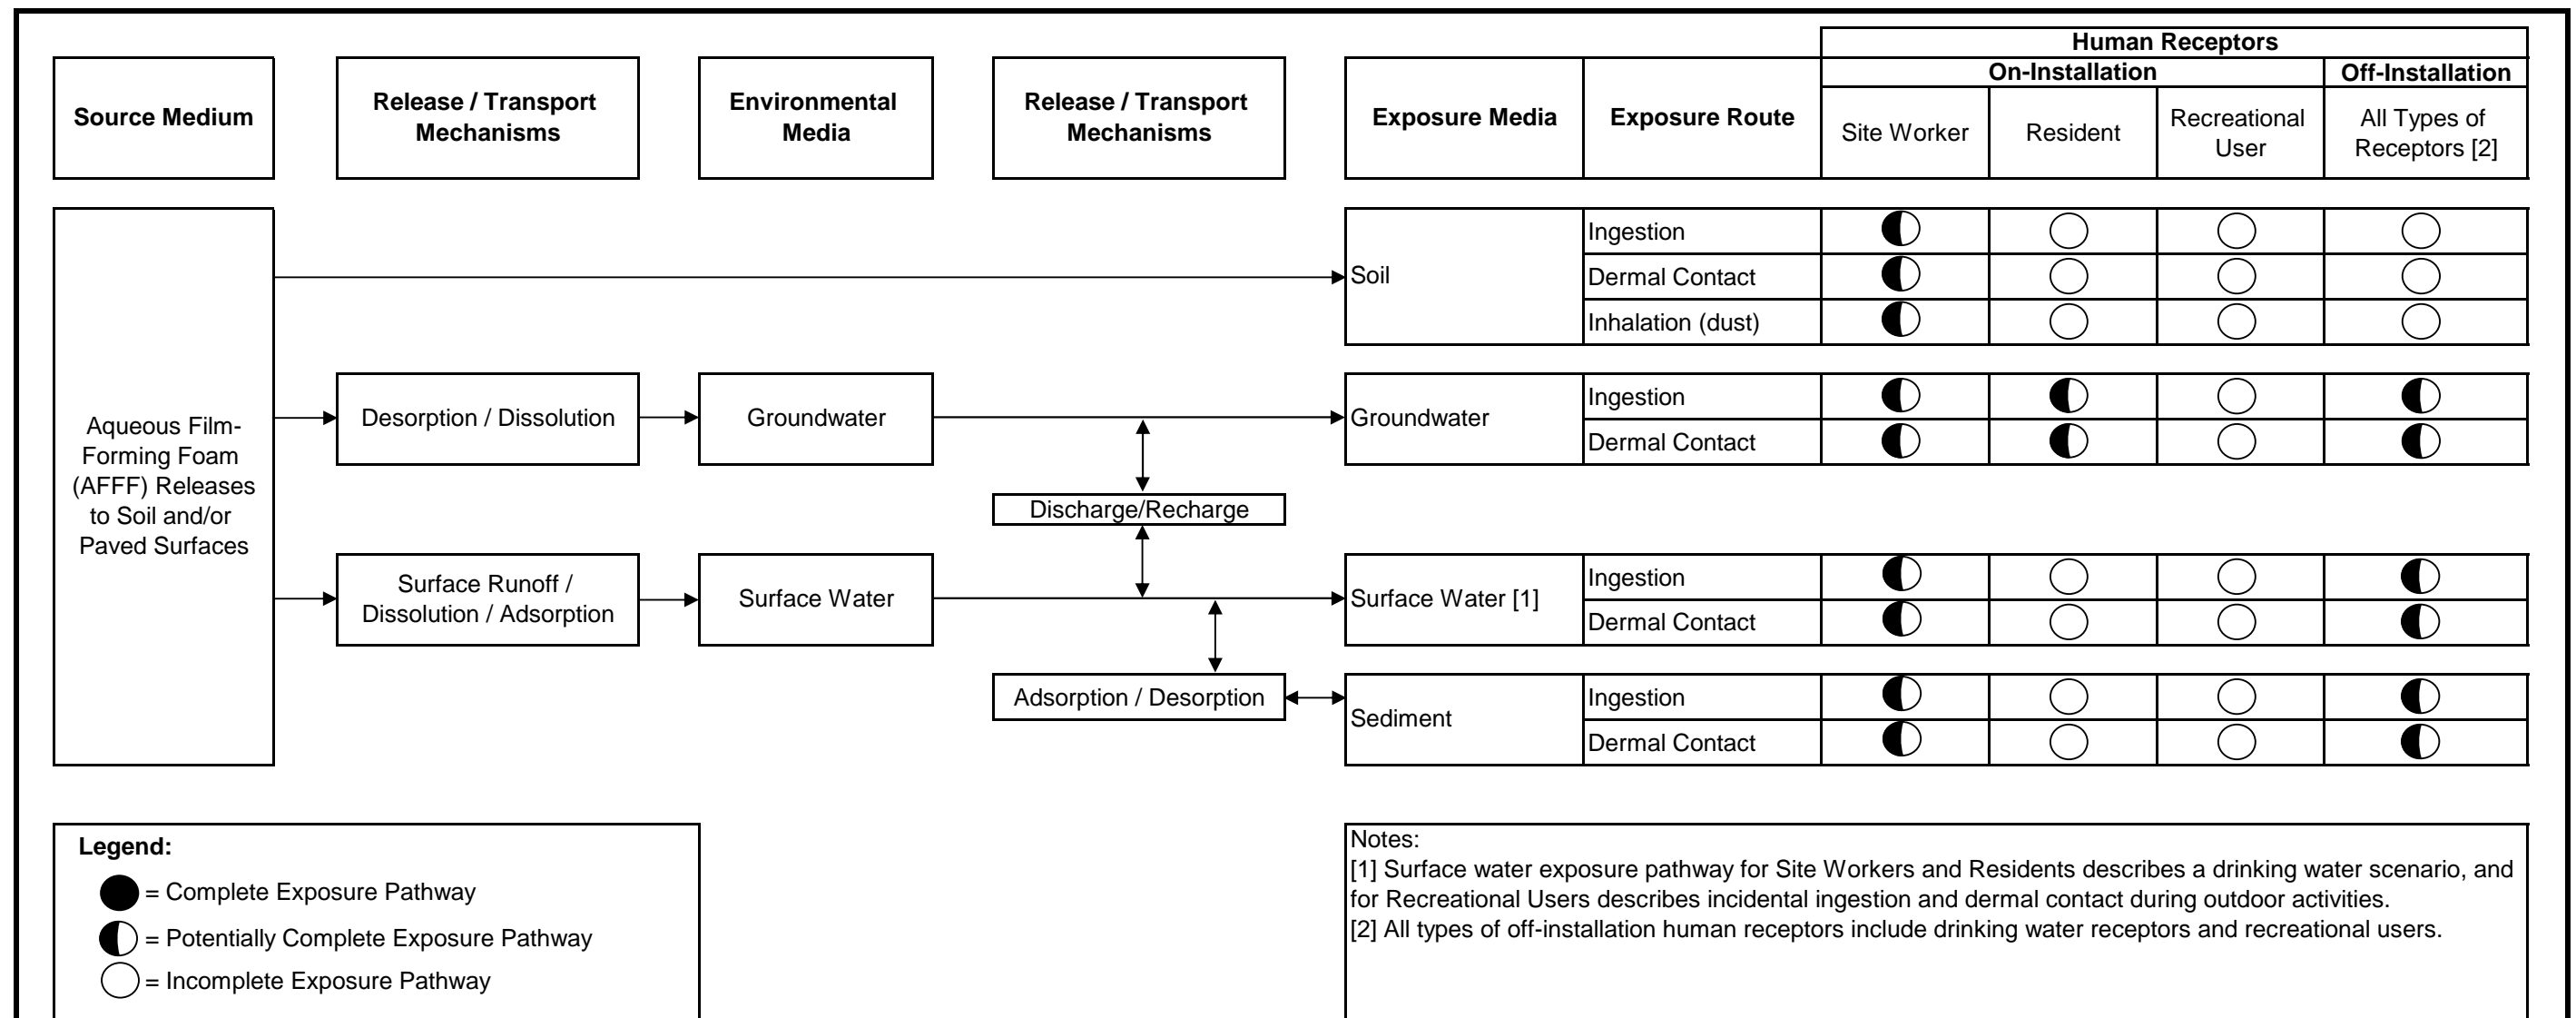 Human Receptors
On-Installation
Off-Installation
Source Medium
Release / Transport
Mechanisms
Environmental
Media
Release / Transport
Mechanisms
Exposure Media
Exposure Route
Site Worker
Resident
Recreational
User
All Types of
Receptors [2]
Aqueous Film-
Forming Foam
(AFFF) Releases
to Soil and/or
Paved Surfaces
Soil
Ingestion
Dermal Contact
Inhalation (dust)
Desorption / Dissolution
Groundwater
Groundwater
Ingestion
Dermal Contact
Discharge/Recharge
Surface Runoff /
Dissolution / Adsorption
Surface Water
Surface Water [1]
Ingestion
Dermal Contact
Adsorption / Desorption
Sediment
Ingestion
Dermal Contact
Legend:
= Complete Exposure Pathway
= Potentially Complete Exposure Pathway
= Incomplete Exposure Pathway
Notes:
[1] Surface water exposure pathway for Site Workers and Residents describes a drinking water scenario, and
for Recreational Users describes incidental ingestion and dermal contact during outdoor activities.
[2] All types of off-installation human receptors include drinking water receptors and recreational users.